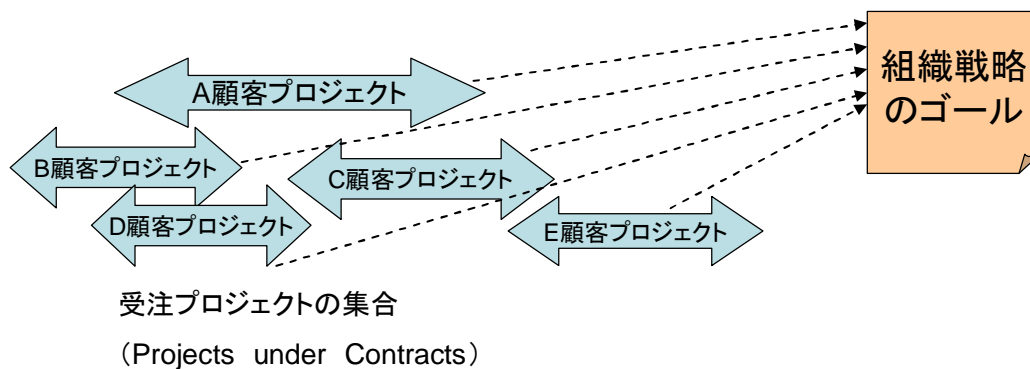 A顧客プロジェクト
組織戦略
のゴール
B顧客プロジェクト
C顧客プロジェクト
D顧客プロジェクト
E顧客プロジェクト
受注プロジェクトの集合
（Projects under Contracts）